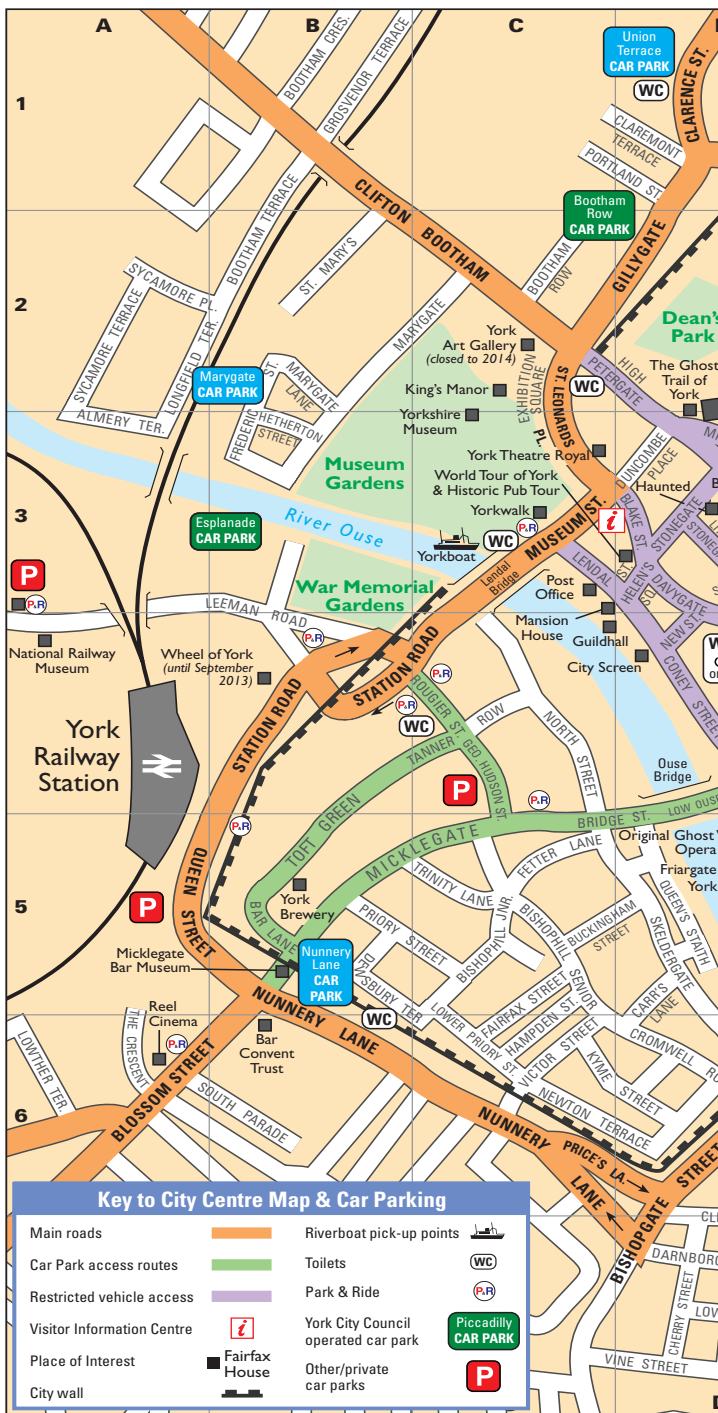 A
B
C
1
2
3
5
6
Union
Terrace
CAR PARK
WC
CLARENCE ST.
CLAREMONT
TERRACE
PORTLAND ST.
BOOTHAM CRES.
GROSVENOR TERRACE
Bootham
Row
CAR PARK
GILLYGATE
CLIFTON BOOTHAM
BOOTHAM
ROW
BOOTHAM TERRACE
ST. MARY'S
MARYGATE
SYCAMORE PL.
SYCAMORE TERRACE
LONGFIELD TER.
ALMERY TER.
Marygate
CAR PARK
MARYGATE
LANE
FREDERIC
ST.
HETHERTON
STREET
York
Art Gallery
(closed to 2014)
EXHIBITION
SQUARE
ST. LEONARDS
PL.
King's Manor
Yorkshire
Museum
Museum
Gardens
York Theatre Royal
World Tour of York
& Historic Pub Tour
Yorkwalk
P&R
WC
HIGH
PETERGATE
Dean's
Park
The Ghost
Trail of
York
DUNCOMBE
PLACE
Haunted
BLAKE ST.
STONEGATE
i
MUSEUM ST.
Lendal
Bridge
LENDAL
ST. HELEN'S
SQ.
DAVYGATE
NEW ST.
CONEY STREET
WC
Yorkboat
River Ouse
Esplanade
CAR PARK
War Memorial
Gardens
Post
Office
Mansion
House
Guildhall
City Screen
P
P&R
National Railway
Museum
LEEMAN ROAD
Wheel of York
(until September
2013)
P&R
STATION ROAD
STATION ROAD
P&R
P&R
WC
ROUGIER ST.
GEO. HUDSON ST.
TANNER
ROW
NORTH
STREET
York
Railway
Station
Ouse
Bridge
P
P&R
BRIDGE ST.
LOW OUSE
TOFT GREEN
MICKLEGATE
P&R
Original Ghost
Opera
Friargate
York
QUEEN
STREET
P
York
Brewery
BAR LANE
TRINITY LANE
FETTER LANE
PRIORY STREET
BISHOPHILL JNR.
BISHOPHILL SENIOR
BUCKINGHAM
STREET
SKELDERGATE
QUEEN'S STAITH
CARR'S
LANE
Micklegate
Bar Museum
Nunnery
Lane
CAR
PARK
DEWSBURY TER.
WC
LOWER PRIORY ST.
FAIRFAX STREET
HAMPDEN ST.
VICTOR STREET
CROMWELL
KYME STREET
NEWTON TERRACE
Reel
Cinema
P&R
THE CRESCENT
LOWTHER TER.
BLOSSOM STREET
Bar
Convent
Trust
NUNNERY LANE
SOUTH PARADE
NUNNERY
LANE
PRICE'S LA.
BISHOPGATE STREET
DARNBOR
CHERRY STREET
VINE STREET
Key to City Centre Map & Car Parking
Main roads
Car Park access routes
Restricted vehicle access
Visitor Information Centre
i
Place of Interest
Fairfax
House
City wall
Riverboat pick-up points
Toilets
WC
Park & Ride
P&R
York City Council
operated car park
Piccadilly
CAR PARK
Other/private
car parks
P